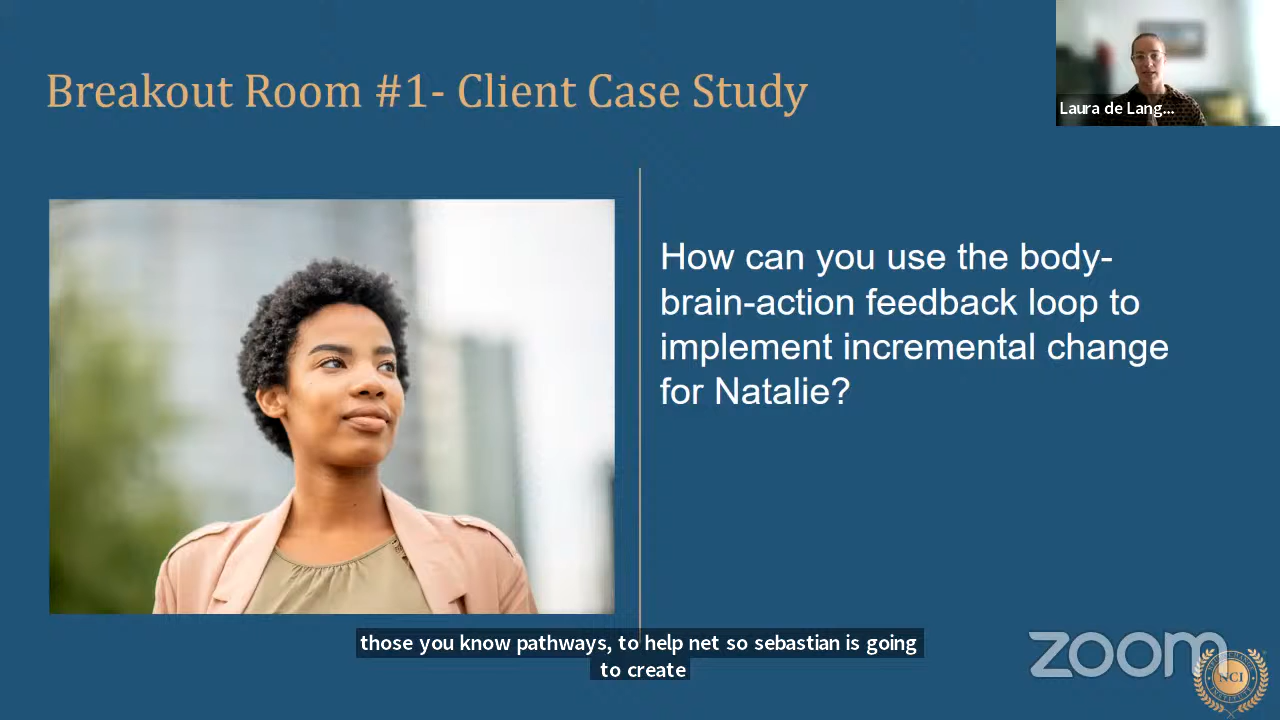 Breakout Room #1- Client Case Study
Laura de Lang...
How can you use the body-
brain-action feedback loop to
implement incremental change
for Natalie?
those you know pathways, to help net so sebastian is going
to create
zoom
NCI